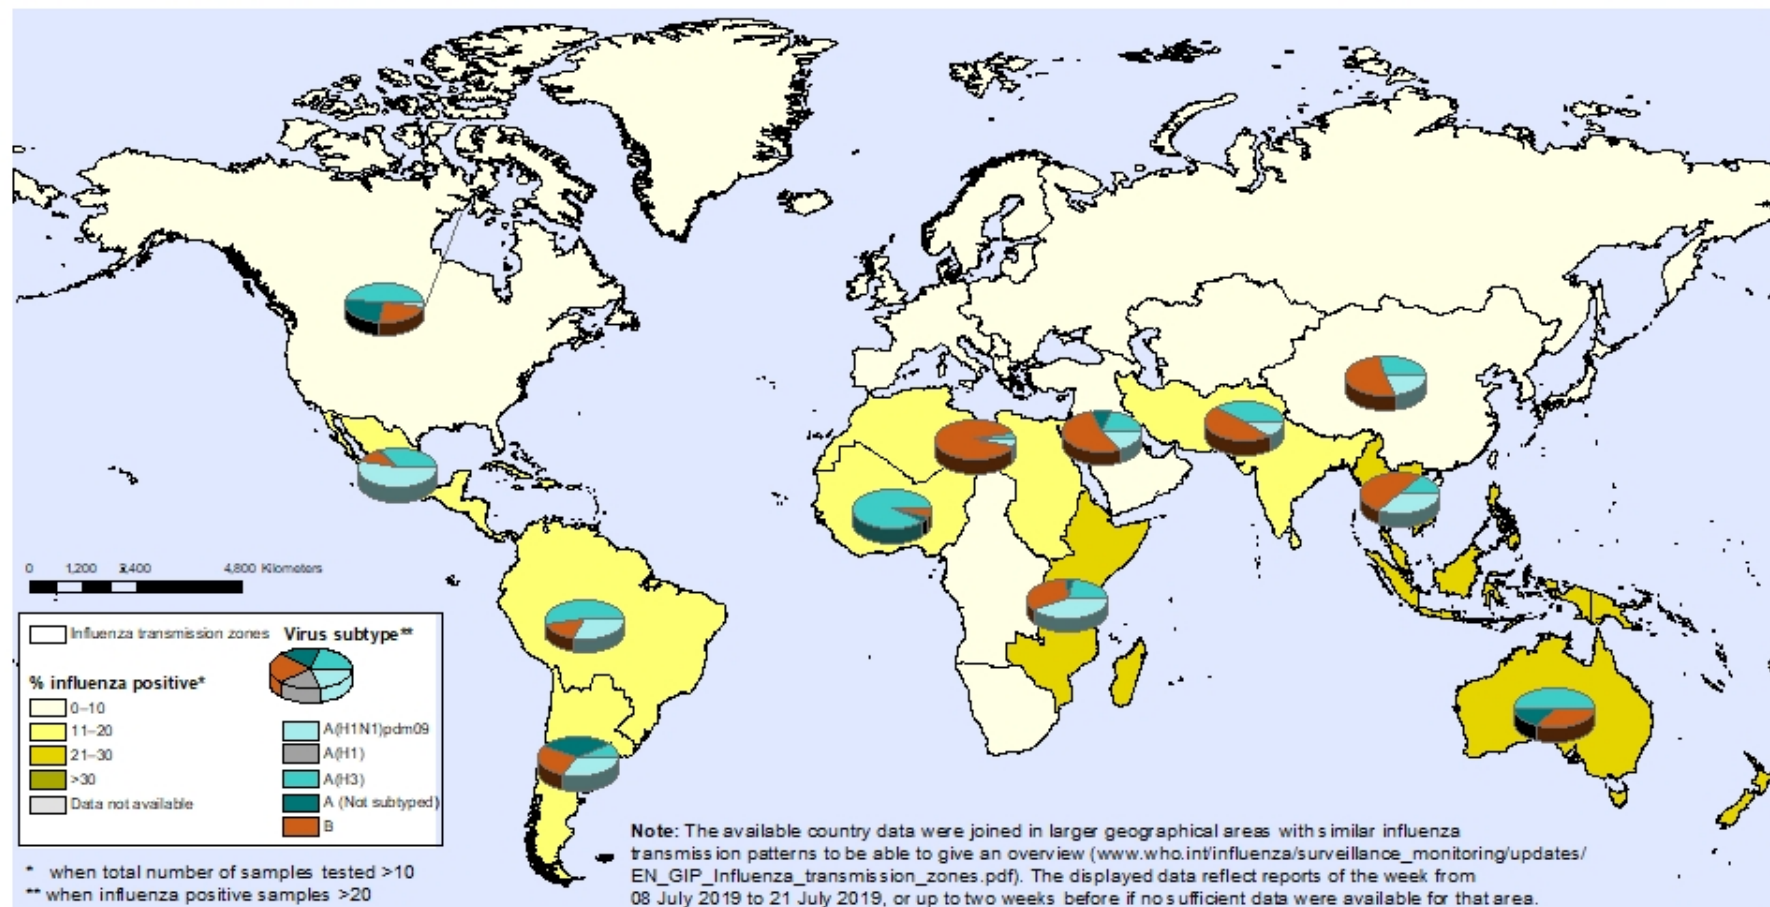 0 1,200 2,400 4,800 Kilometers
Influenza transmission zones
Virus subtype**
% influenza positive*
0–10
11–20
21–30
>30
Data not available
A(H1N1)pdm09
A(H1)
A(H3)
A (Not subtyped)
B
* when total number of samples tested >10
** when influenza positive samples >20
Note: The available country data were joined in larger geographical areas with similar influenza
transmission patterns to be able to give an overview (www.who.int/influenza/surveillance_monitoring/updates/
EN_GIP_Influenza_transmission_zones.pdf). The displayed data reflect reports of the week from
08 July 2019 to 21 July 2019, or up to two weeks before if no sufficient data were available for that area.